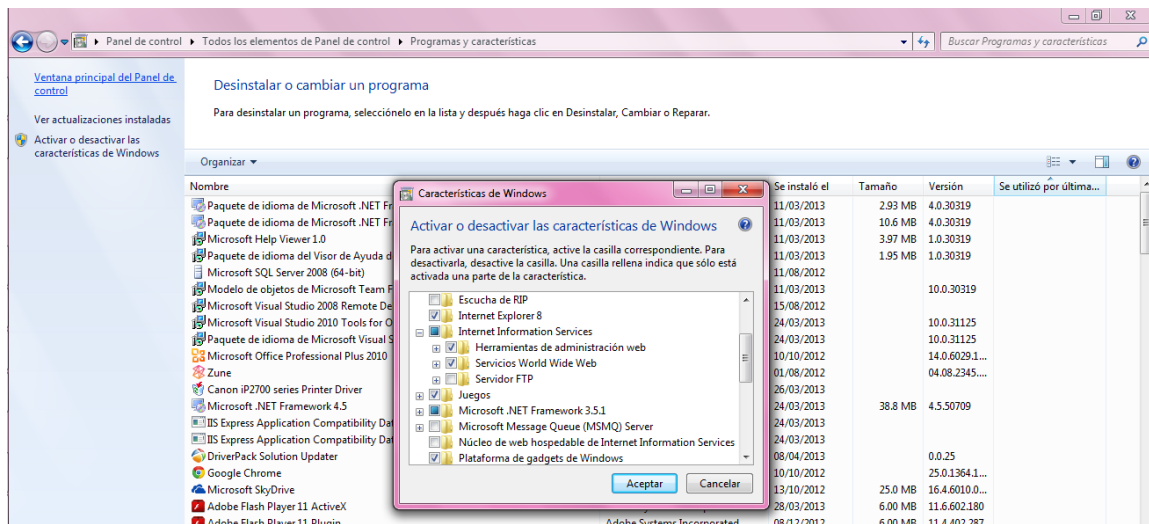 Panel de control ▸ Todos los elementos de Panel de control ▸ Programas y características
Buscar Programas y características
Ventana principal del Panel de
control
Ver actualizaciones instaladas
Activar o desactivar las
características de Windows
Desinstalar o cambiar un programa
Para desinstalar un programa, selecciónelo en la lista y después haga clic en Desinstalar, Cambiar o Reparar.
Organizar
Nombre Se instaló el Tamaño Versión Se utilizó por última...
Paquete de idioma de Microsoft .NET Fr 11/03/2013 2.93 MB 4.0.30319
Paquete de idioma de Microsoft .NET Fr 11/03/2013 10.6 MB 4.0.30319
Microsoft Help Viewer 1.0 11/03/2013 3.97 MB 1.0.30319
Paquete de idioma del Visor de Ayuda d 11/03/2013 1.95 MB 1.0.30319
Microsoft SQL Server 2008 (64-bit) 11/08/2012
Modelo de objetos de Microsoft Team F 11/03/2013 10.0.30319
Microsoft Visual Studio 2008 Remote De 15/08/2012
Microsoft Visual Studio 2010 Tools for O 24/03/2013 10.0.31125
Paquete de idioma de Microsoft Visual S 24/03/2013 10.0.31125
Microsoft Office Professional Plus 2010 10/10/2012 14.0.6029.1...
Zune 01/08/2012 04.08.2345....
Canon iP2700 series Printer Driver 26/03/2013
Microsoft .NET Framework 4.5 24/03/2013 38.8 MB 4.5.50709
IIS Express Application Compatibility Dat 24/03/2013
IIS Express Application Compatibility Dat 24/03/2013
DriverPack Solution Updater 08/04/2013 0.0.25
Google Chrome 10/10/2012 25.0.1364.1...
Microsoft SkyDrive 13/10/2012 25.0 MB 16.4.6010.0...
Adobe Flash Player 11 ActiveX 28/03/2013 6.00 MB 11.6.602.180
Adobe Flash Player 11 Plugin Adobe Systems Incorporated 08/12/2012 6.00 MB 11.4.402.287
Características de Windows
Activar o desactivar las características de Windows
Para activar una característica, active la casilla correspondiente. Para
desactivarla, desactive la casilla. Una casilla rellena indica que sólo está
activada una parte de la característica.
Escucha de RIP
Internet Explorer 8
Internet Information Services
Herramientas de administración web
Servicios World Wide Web
Servidor FTP
Juegos
Microsoft .NET Framework 3.5.1
Microsoft Message Queue (MSMQ) Server
Núcleo de web hospedable de Internet Information Services
Plataforma de gadgets de Windows
Aceptar Cancelar